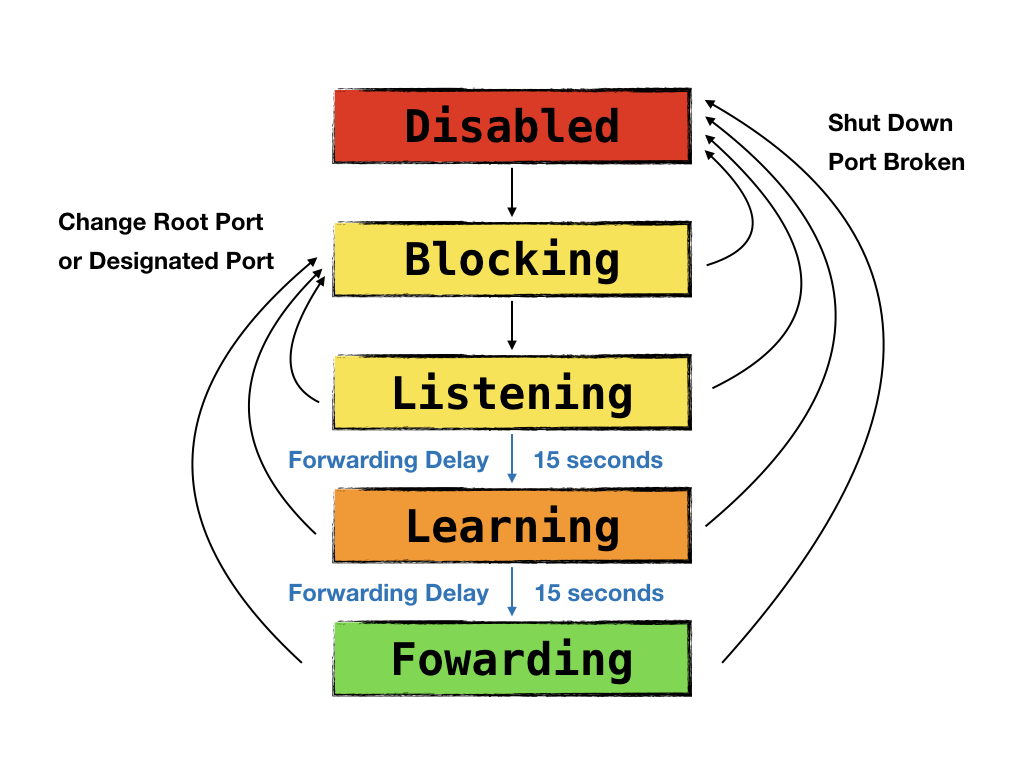 Disabled
Shut Down
Port Broken
Change Root Port
or Designated Port
Blocking
Listening
Forwarding Delay 15 seconds
Learning
Forwarding Delay 15 seconds
Fowarding